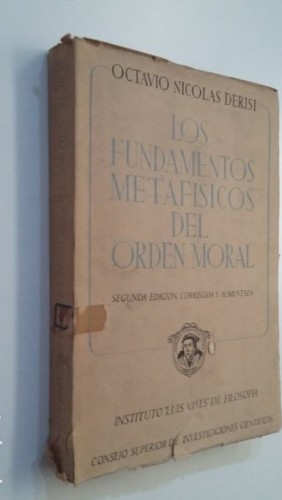 OCTAVIO NICOLAS DERISI
LOS
FUNDAMENTOS
METAFISICOS
DEL
ORDEN MORAL
SEGUNDA EDICION, CORREGIDA Y AUMENTADA
INSTITUTO "LUIS VIVES" DE FILOSOFIA
CONSEJO SUPERIOR DE INVESTIGACIONES CIENTIFICAS